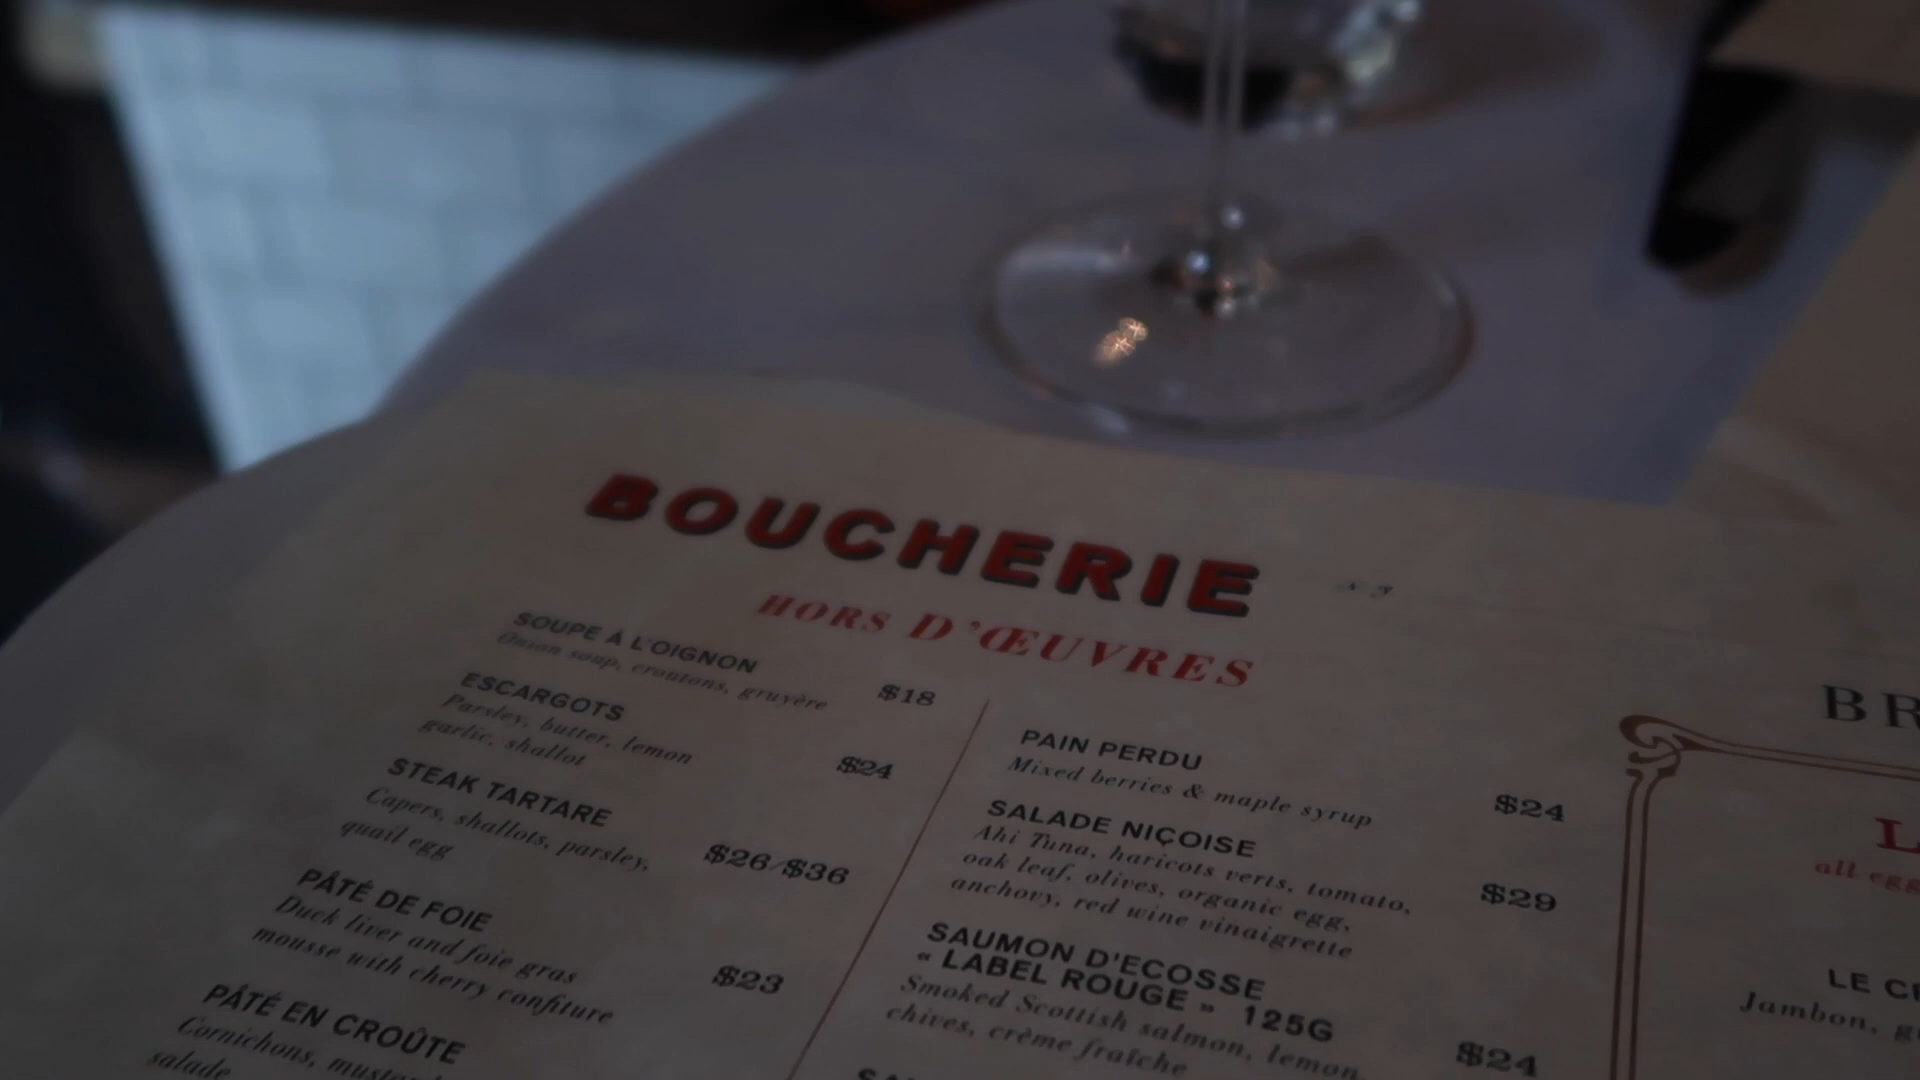 BOUCHERIE
HORS D'ŒUVRES
SOUPE À L'OIGNON
Onion soup, croutons, gruyère
$18
ESCARGOTS
Parsley, butter, lemon
garlic, shallot
$24
STEAK TARTARE
Capers, shallots, parsley,
quail egg
$26/$36
PÂTÉ DE FOIE
Duck liver and foie gras
mousse with cherry confiture
$23
PÂTÉ EN CROÛTE
Cornichons,
salade
PAIN PERDU
Mixed berries & maple syrup
$24
SALADE NIÇOISE
Ahi Tuna, haricots verts, tomato,
oak leaf, olives, organic egg,
anchovy, red wine vinaigrette
$29
SAUMON D'ECOSSE
« LABEL ROUGE » 125G
Smoked Scottish salmon, lemon,
chives, crème fraîche
$24
BR
L
all egg
LE C
Jambon, g